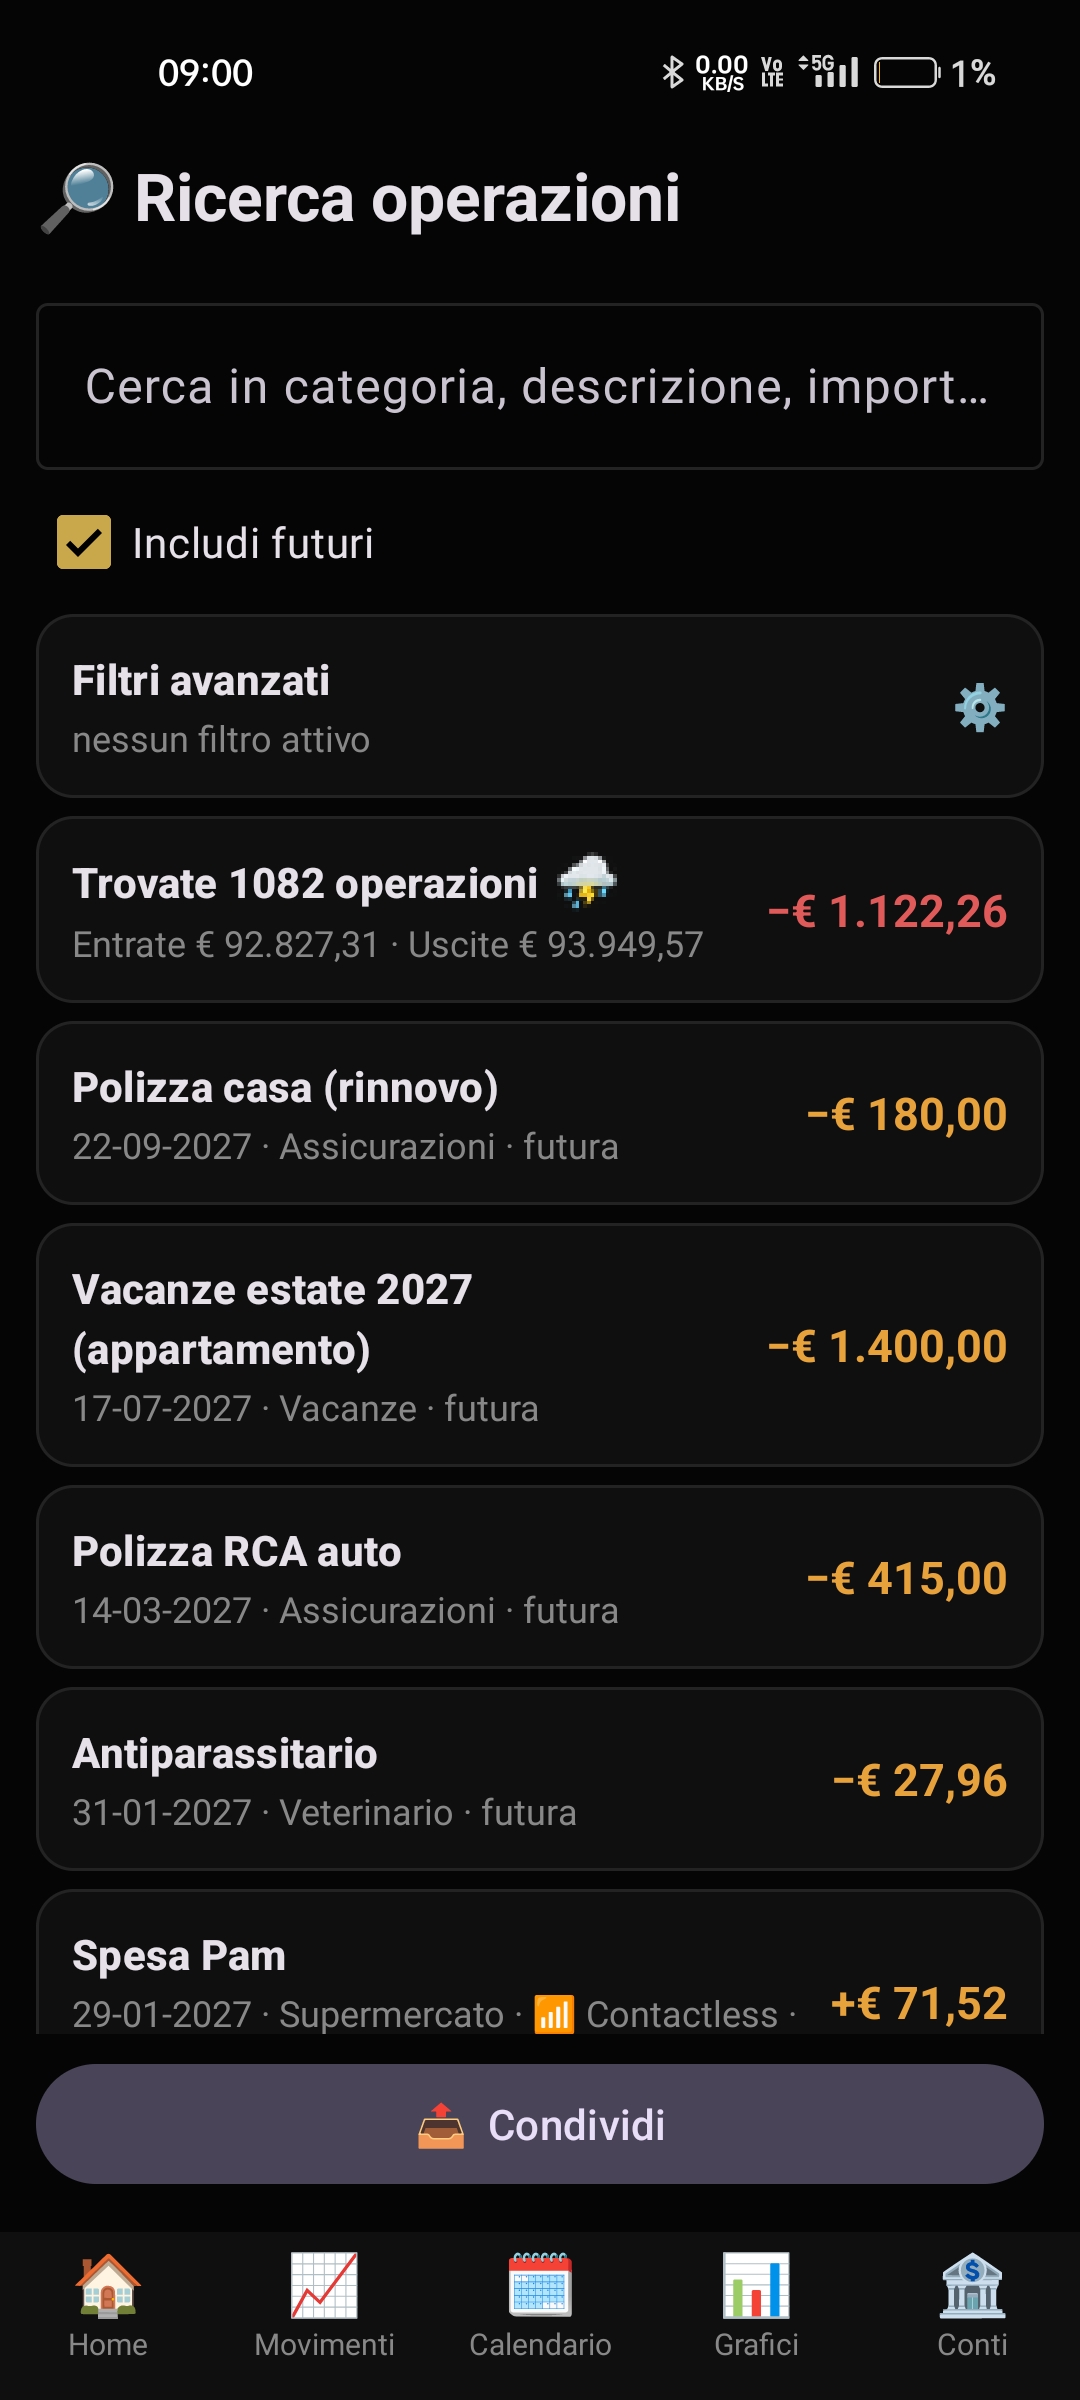 09:00
0.00 KB/S Vo LTE 5G 1%
🔎 Ricerca operazioni
Cerca in categoria, descrizione, import…
Includi futuri
Filtri avanzati
nessun filtro attivo
Trovate 1082 operazioni
−€ 1.122,26
Entrate € 92.827,31 · Uscite € 93.949,57
Polizza casa (rinnovo)
−€ 180,00
22-09-2027 · Assicurazioni · futura
Vacanze estate 2027
(appartamento)
−€ 1.400,00
17-07-2027 · Vacanze · futura
Polizza RCA auto
−€ 415,00
14-03-2027 · Assicurazioni · futura
Antiparassitario
−€ 27,96
31-01-2027 · Veterinario · futura
Spesa Pam
+€ 71,52
29-01-2027 · Supermercato · 📶 Contactless ·
Condividi
Home Movimenti Calendario Grafici Conti